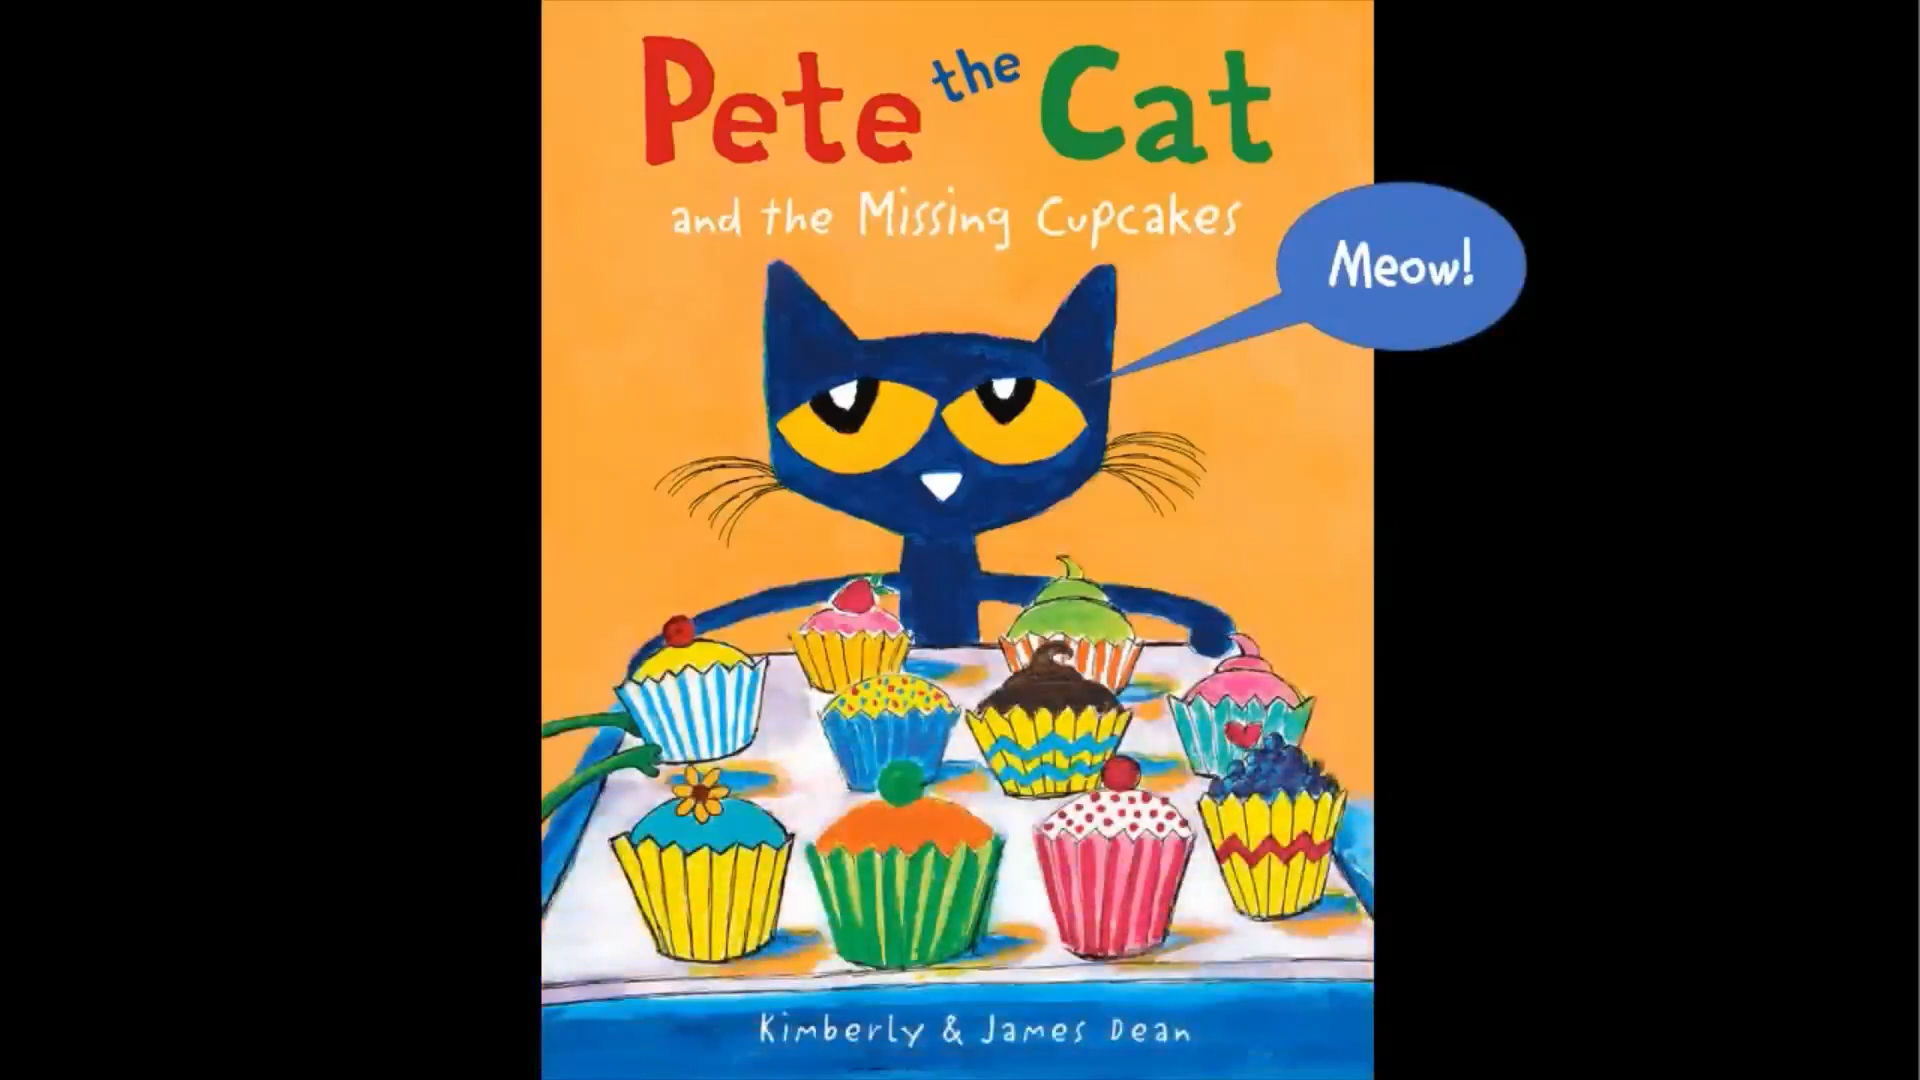 Pete the Cat
and the Missing Cupcakes
Meow!
Kimberly & James Dean